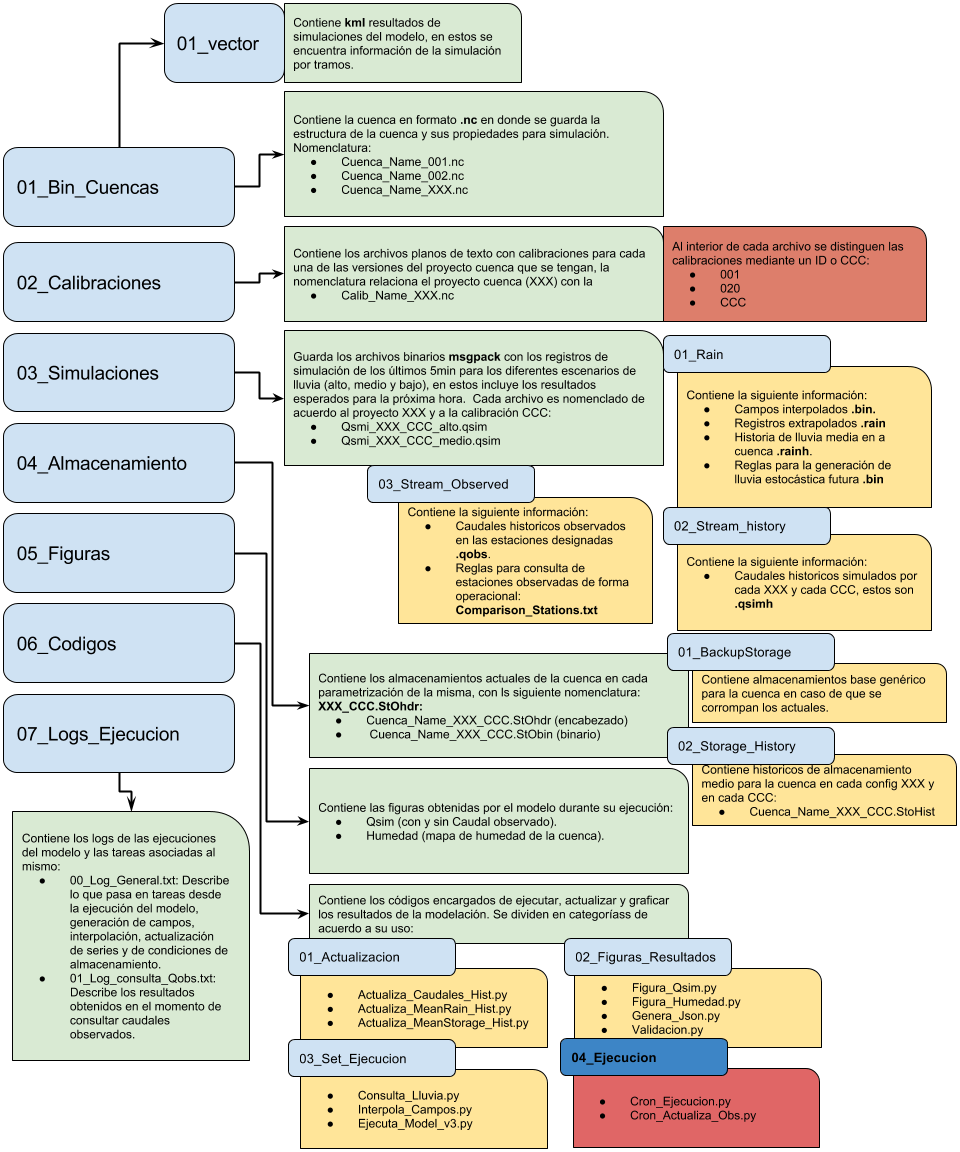 01_vector
Contiene kml resultados de
simulaciones del modelo, en estos se
encuentra información de la simulación
por tramos.
01_Bin_Cuencas
Contiene la cuenca en formato .nc en donde se guarda la
estructura de la cuenca y sus propiedades para simulación.
Nomenclatura:
● Cuenca_Name_001.nc
● Cuenca_Name_002.nc
● Cuenca_Name_XXX.nc
02_Calibraciones
Contiene los archivos planos de texto con calibraciones para cada
una de las versiones del proyecto cuenca que se tengan, la
nomenclatura relaciona el proyecto cuenca (XXX) con la
● Calib_Name_XXX.nc
Al interior de cada archivo se distinguen las
calibraciones mediante un ID o CCC:
● 001
● 020
● CCC
03_Simulaciones
Guarda los archivos binarios msgpack con los registros de
simulación de los últimos 5min para los diferentes escenarios de
lluvia (alto, medio y bajo), en estos incluye los resultados
esperados para la próxima hora. Cada archivo es nomenclado de
acuerdo al proyecto XXX y a la calibración CCC:
● Qsmi_XXX_CCC_alto.qsim
● Qsmi_XXX_CCC_medio.qsim
01_Rain
Contiene la siguiente información:
● Campos interpolados .bin.
● Registros extrapolados .rain
● Historia de lluvia media en a
cuenca .rainh.
● Reglas para la generación de
lluvia estocástica futura .bin
03_Stream_Observed
Contiene la siguiente información:
● Caudales historicos observados
en las estaciones designadas
.qobs.
● Reglas para consulta de
estaciones observadas de forma
operacional:
Comparison_Stations.txt
02_Stream_history
Contiene la siguiente información:
● Caudales historicos simulados por
cada XXX y cada CCC, estos son
.qsimh
04_Almacenamiento
Contiene los almacenamientos actuales de la cuenca en cada
parametrización de la misma, con ls siguiente nomenclatura:
XXX_CCC.StOhdr:
● Cuenca_Name_XXX_CCC.StOhdr (encabezado)
● Cuenca_Name_XXX_CCC.StObin (binario)
01_BackupStorage
Contiene almacenamientos base genérico
para la cuenca en caso de que se
corrompan los actuales.
02_Storage_History
Contiene historicos de almacenamiento
medio para la cuenca en cada config XXX y
en cada CCC:
● Cuenca_Name_XXX_CCC.StoHist
05_Figuras
Contiene las figuras obtenidas por el modelo durante su ejecución:
● Qsim (con y sin Caudal observado).
● Humedad (mapa de humedad de la cuenca).
06_Codigos
Contiene los códigos encargados de ejecutar, actualizar y graficar
los resultados de la modelación. Se dividen en categoríass de
acuerdo a su uso:
01_Actualizacion
● Actualiza_Caudales_Hist.py
● Actualiza_MeanRain_Hist.py
● Actualiza_MeanStorage_Hist.py
02_Figuras_Resultados
● Figura_Qsim.py
● Figura_Humedad.py
● Genera_Json.py
● Validacion.py
03_Set_Ejecucion
● Consulta_Lluvia.py
● Interpola_Campos.py
● Ejecuta_Model_v3.py
04_Ejecucion
● Cron_Ejecucion.py
● Cron_Actualiza_Obs.py
07_Logs_Ejecucion
Contiene los logs de las ejecuciones
del modelo y las tareas asociadas al
mismo:
● 00_Log_General.txt: Describe
lo que pasa en tareas desde
la ejecución del modelo,
generación de campos,
interpolación, actualización
de series y de condiciones de
almacenamiento.
● 01_Log_consulta_Qobs.txt:
Describe los resultados
obtenidos en el momento de
consultar caudales
observados.